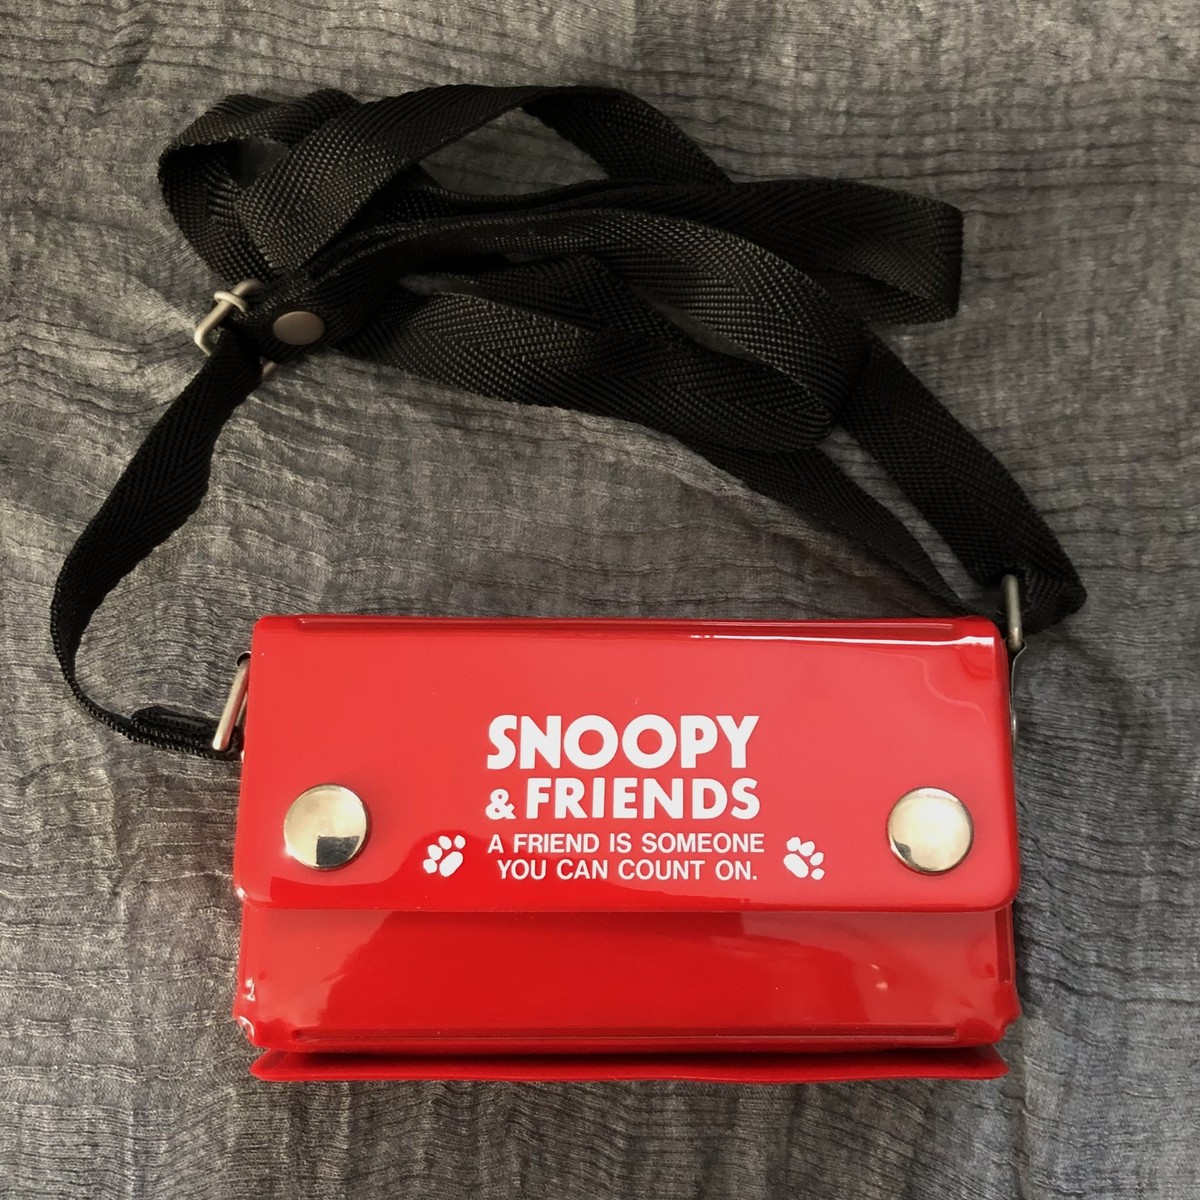 SNOOPY
& FRIENDS
A FRIEND IS SOMEONE
YOU CAN COUNT ON.